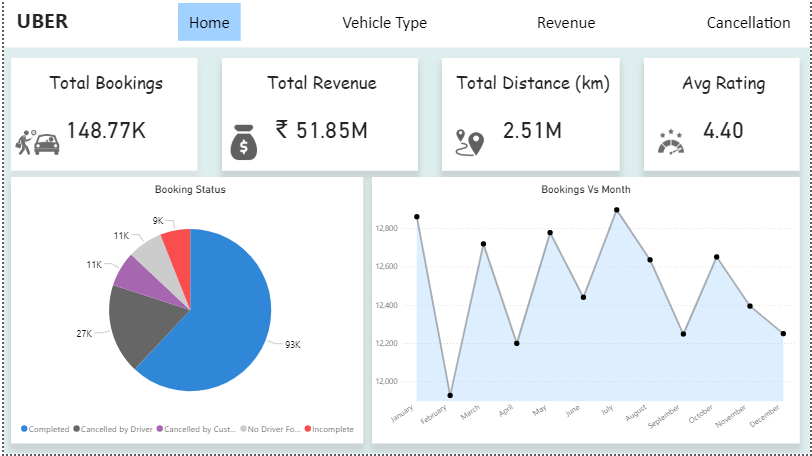 UBER Home Vehicle Type Revenue Cancellation
Total Bookings
148.77K
Total Revenue
₹ 51.85M
$
Total Distance (km)
2.51M
Avg Rating
4.40
Booking Status
9K
11K
11K
27K
93K
Completed Cancelled by Driver Cancelled by Cust... No Driver Fo... Incomplete
Bookings Vs Month
12,800
12,600
12,400
12,200
12,000
January February March April May June July August September October November December